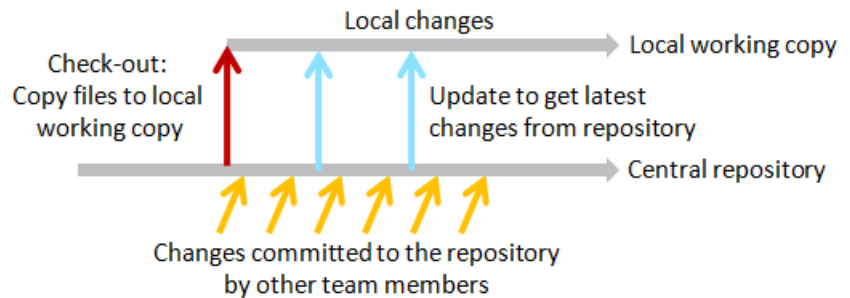 Local changes
Local working copy
Check-out:
Copy files to local
working copy
Update to get latest
changes from repository
Central repository
Changes committed to the repository
by other team members